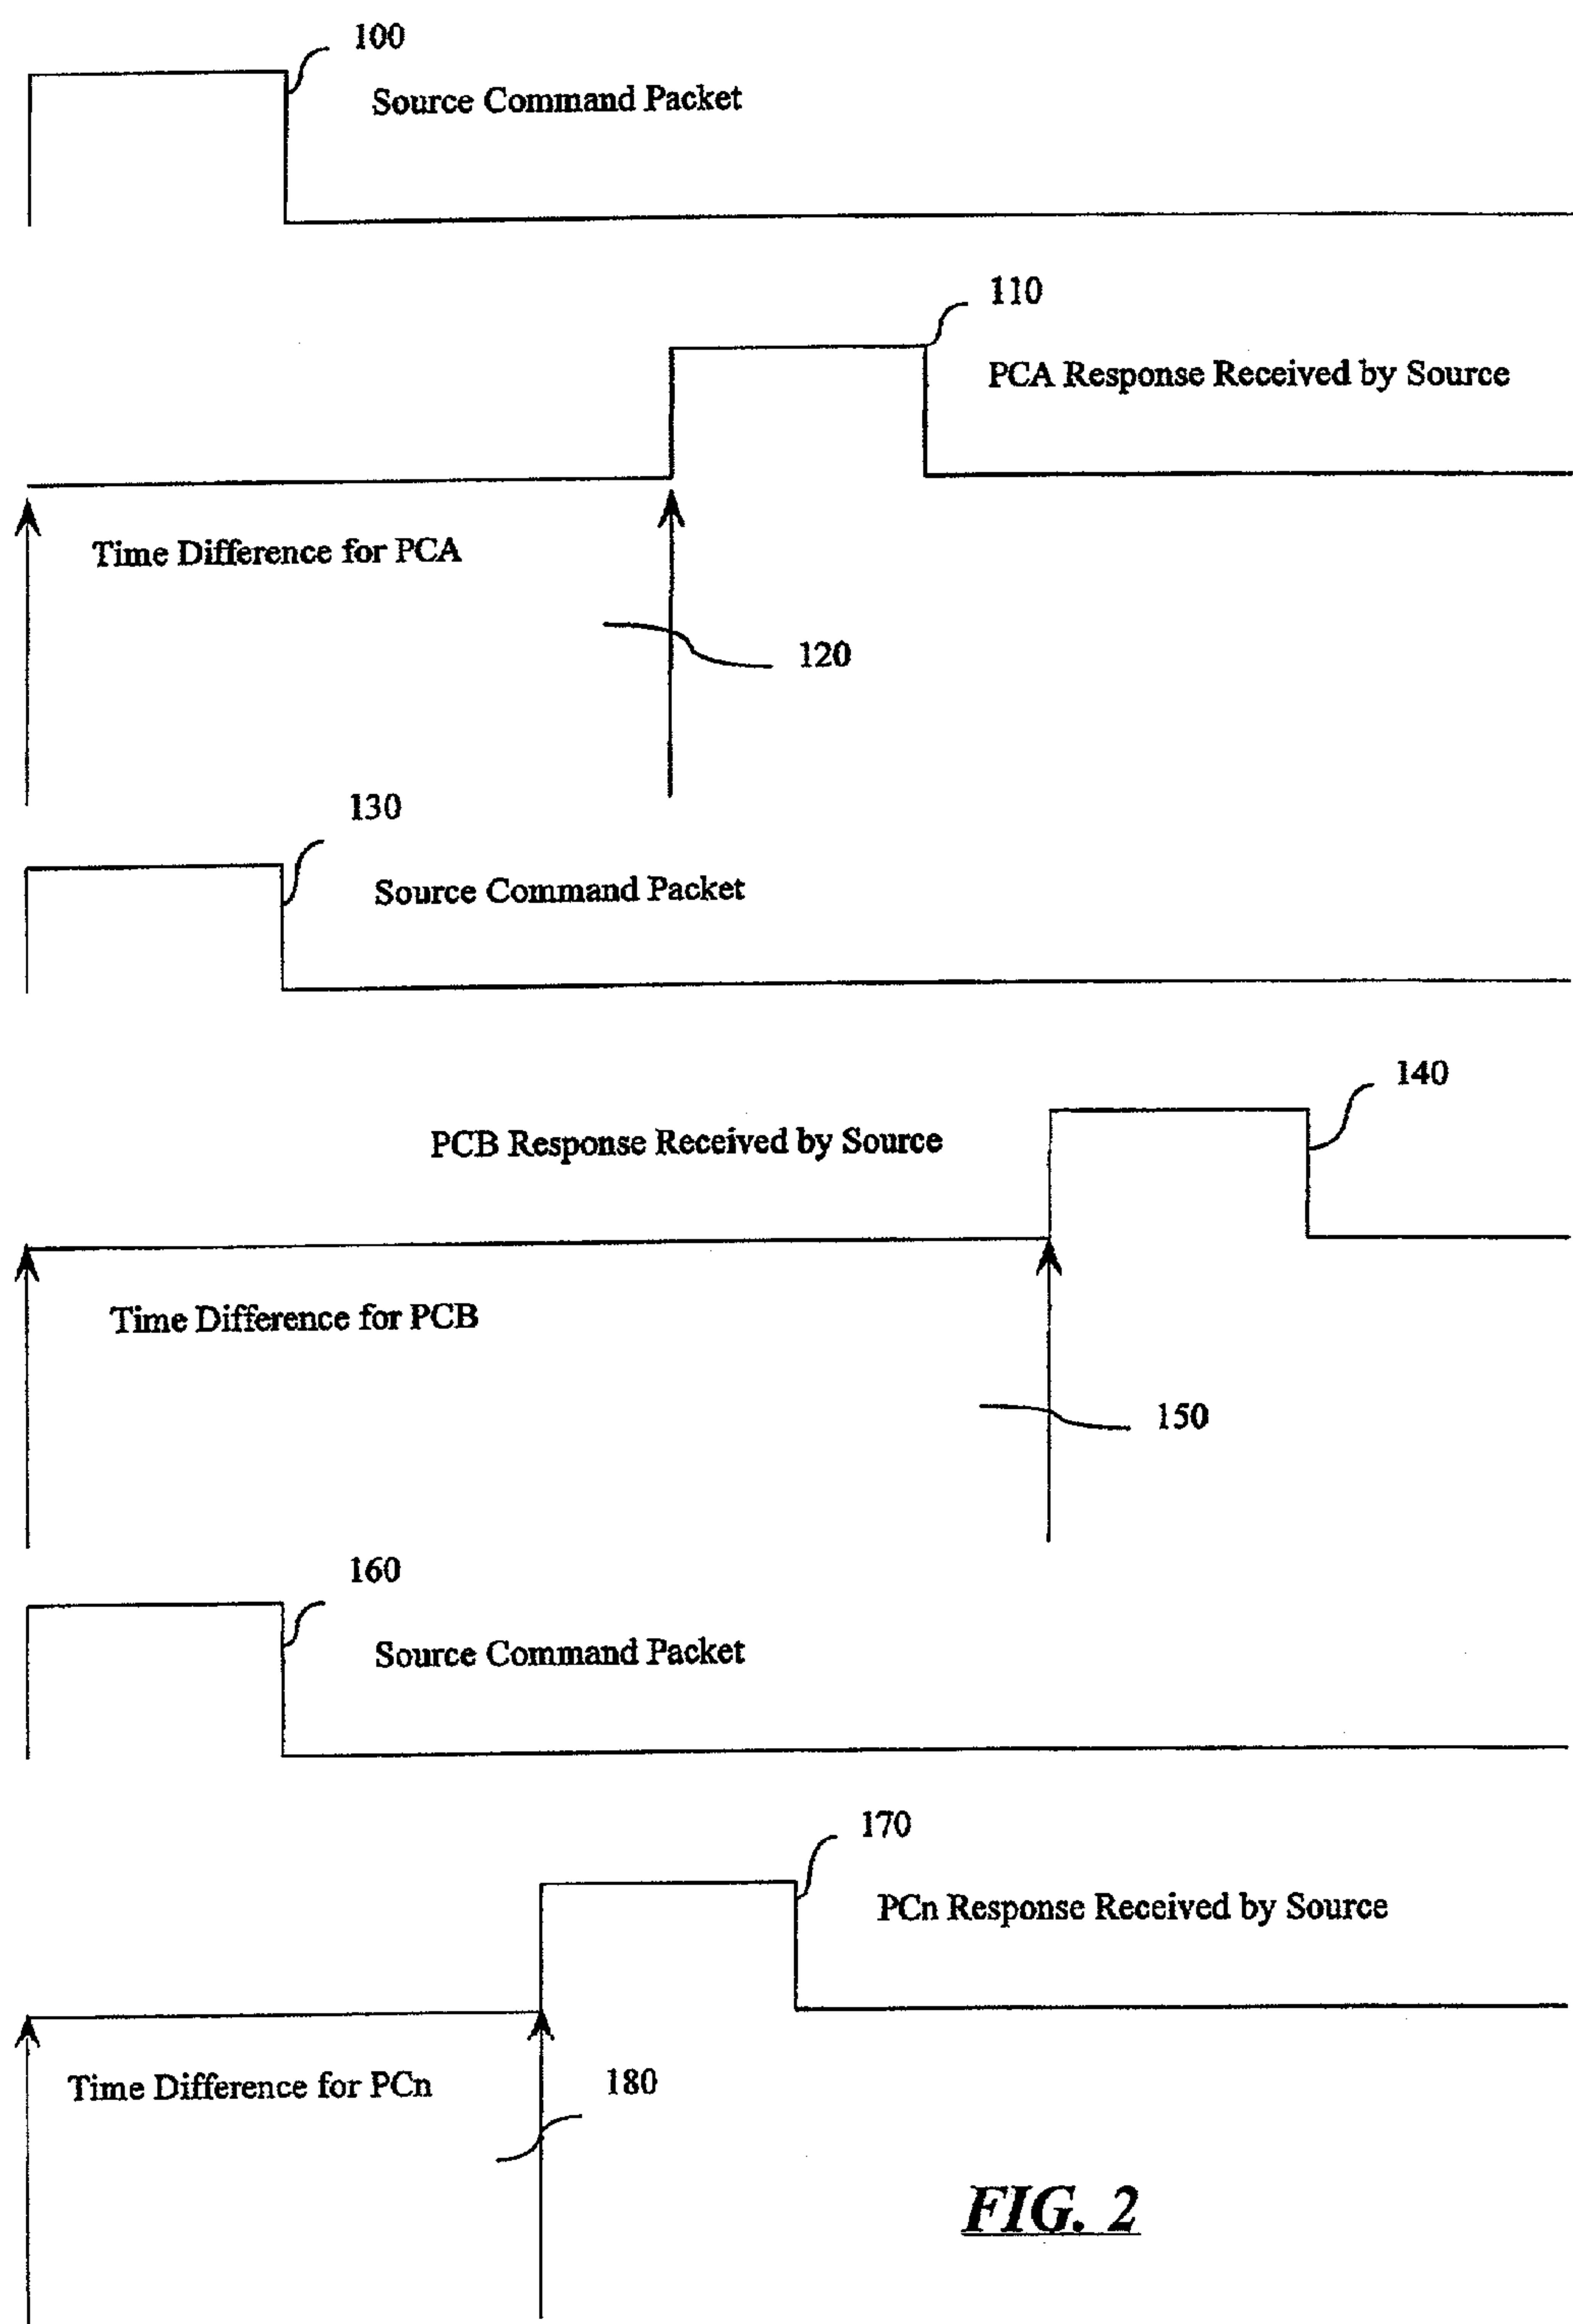 100
Source Command Packet
110
PCA Response Received by Source
Time Difference for PCA
120
130
Source Command Packet
140
PCB Response Received by Source
Time Difference for PCB
150
160
Source Command Packet
170
PCn Response Received by Source
Time Difference for PCn
180
FIG. 2